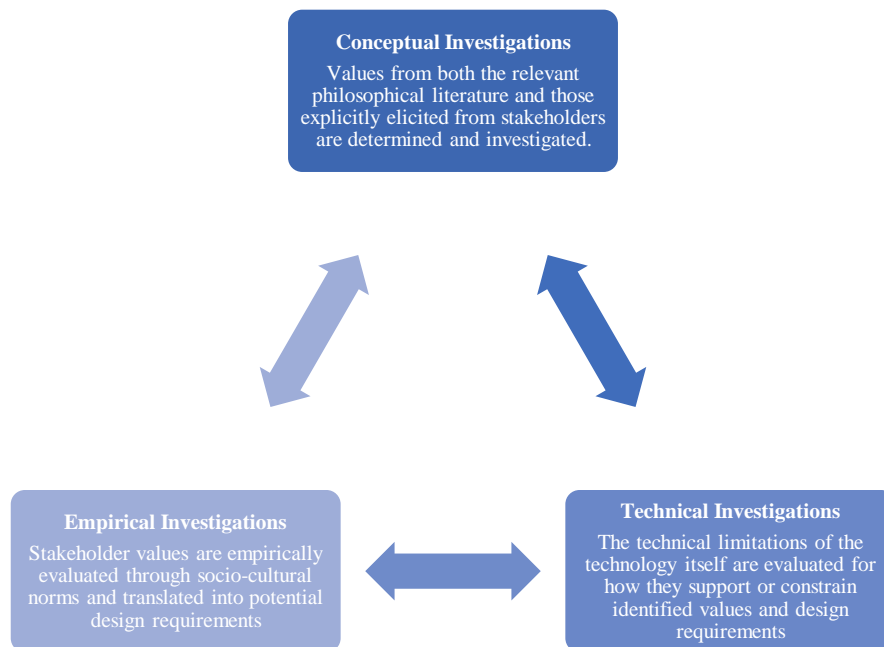 Conceptual Investigations
Values from both the relevant
philosophical literature and those
explicitly elicited from stakeholders
are determined and investigated.
Empirical Investigations
Stakeholder values are empirically
evaluated through socio-cultural
norms and translated into potential
design requirements
Technical Investigations
The technical limitations of the
technology itself are evaluated for
how they support or constrain
identified values and design
requirements